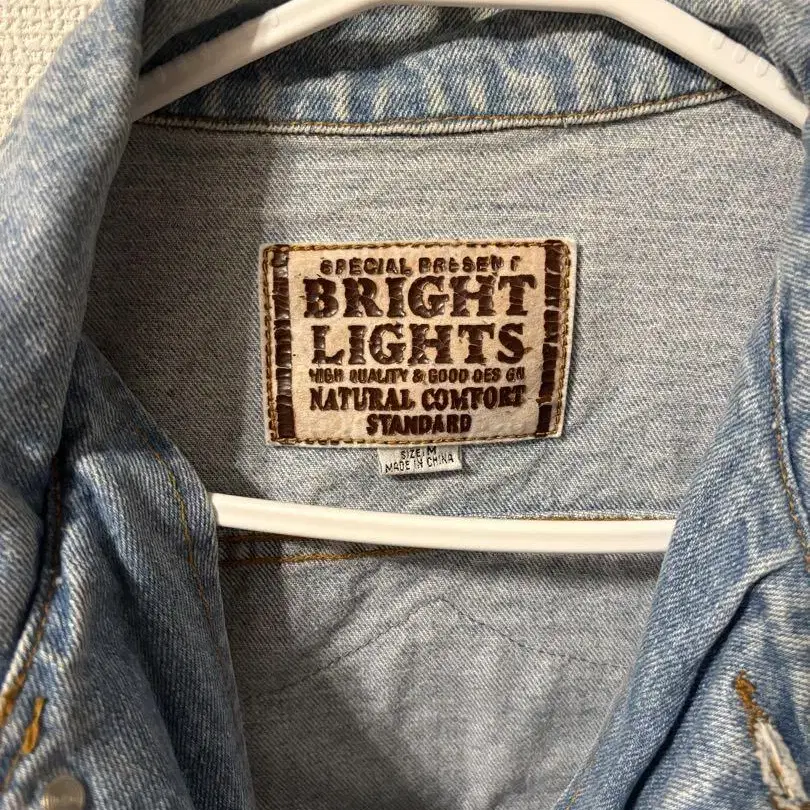 SPECIAL PRESENT
BRIGHT
LIGHTS
HIGH QUALITY & GOOD DESIGN
NATURAL COMFORT
STANDARD
SIZE:M
MADE IN CHINA